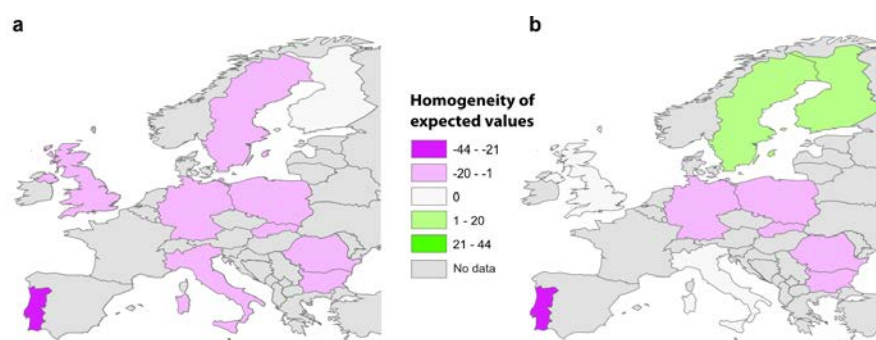 a
b
Homogeneity of
expected values
-44 - -21
-20 - -1
0
1 - 20
21 - 44
No data